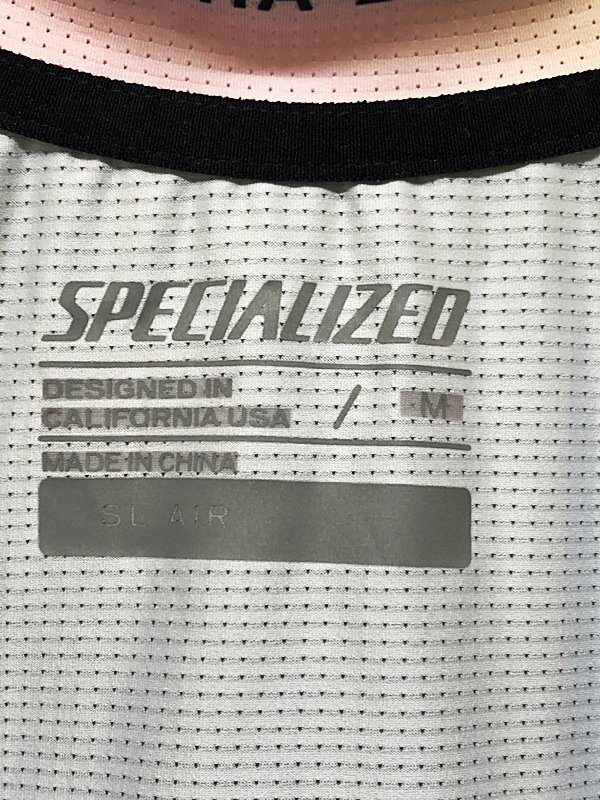 SPECIALIZED
DESIGNED IN
CALIFORNIA USA / M
MADE IN CHINA
SL AIR